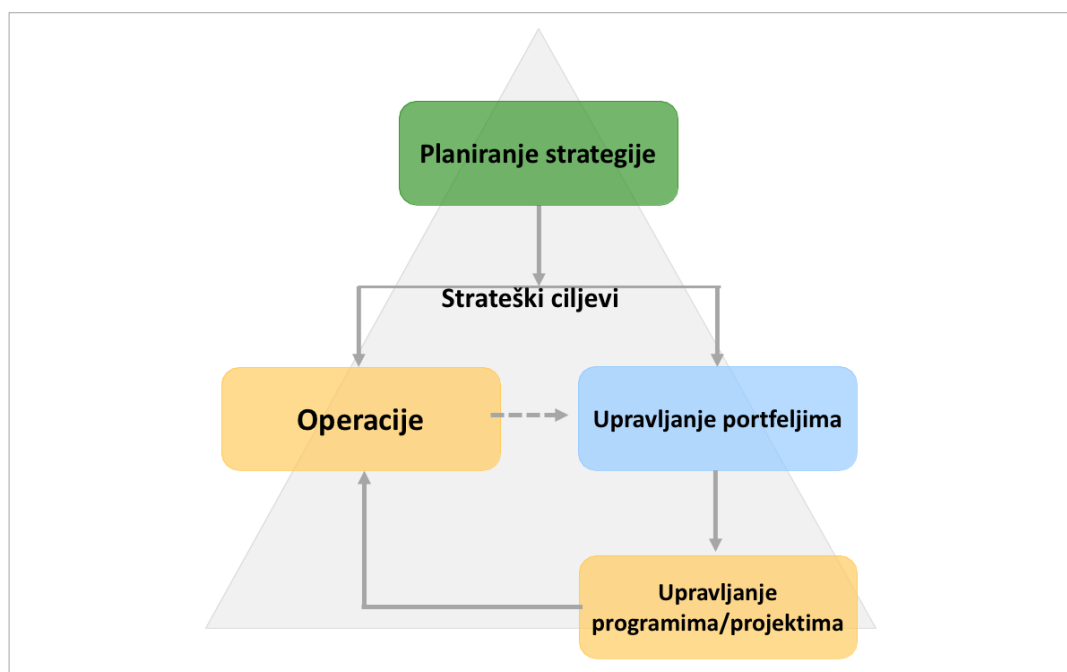 Planiranje strategije
Strateški ciljevi
Operacije
Upravljanje portfeljima
Upravljanje
programima/projektima